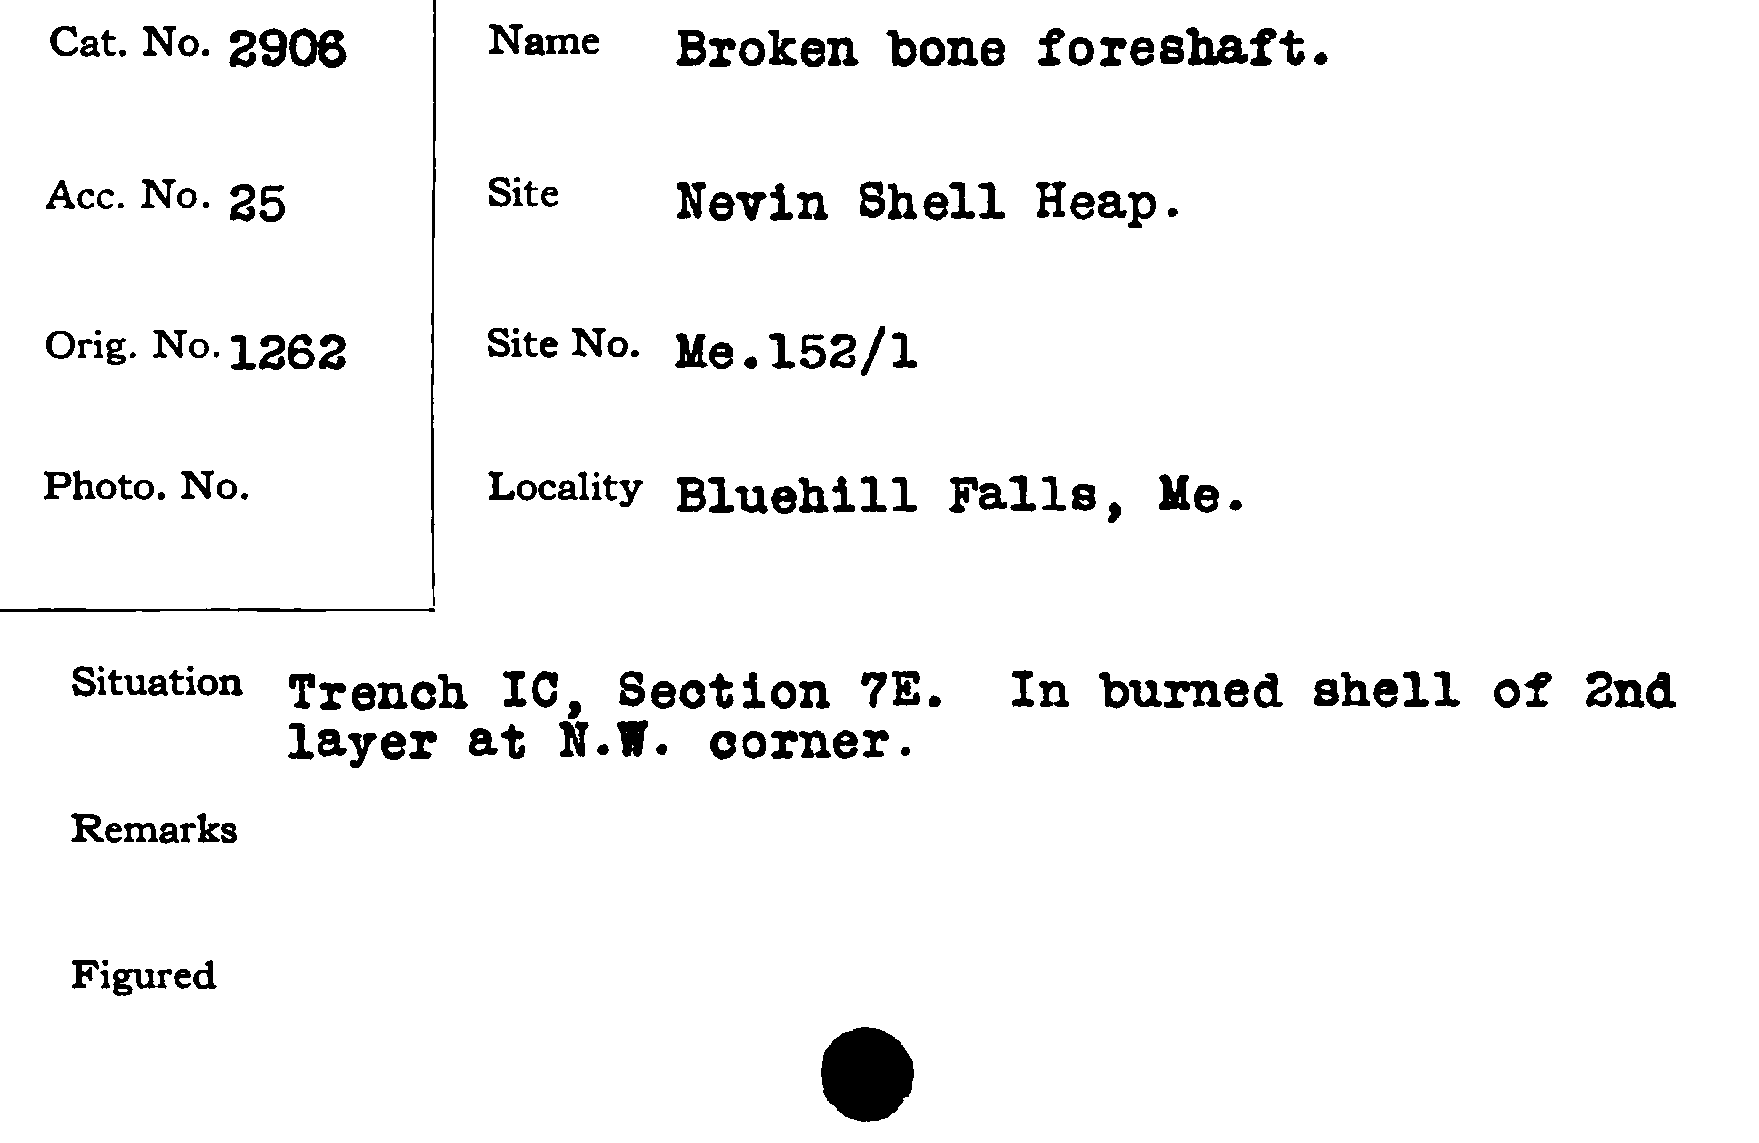 Cat. No. 2906
Name Broken bone foreshaft.
Acc. No. 25
Site Nevin Shell Heap.
Orig. No. 1262
Site No. Me.152/1
Photo. No.
Locality Bluehill Falls, Me.
Situation Trench IC, Section 7E. In burned shell of 2nd
layer at N.W. corner.
Remarks
Figured